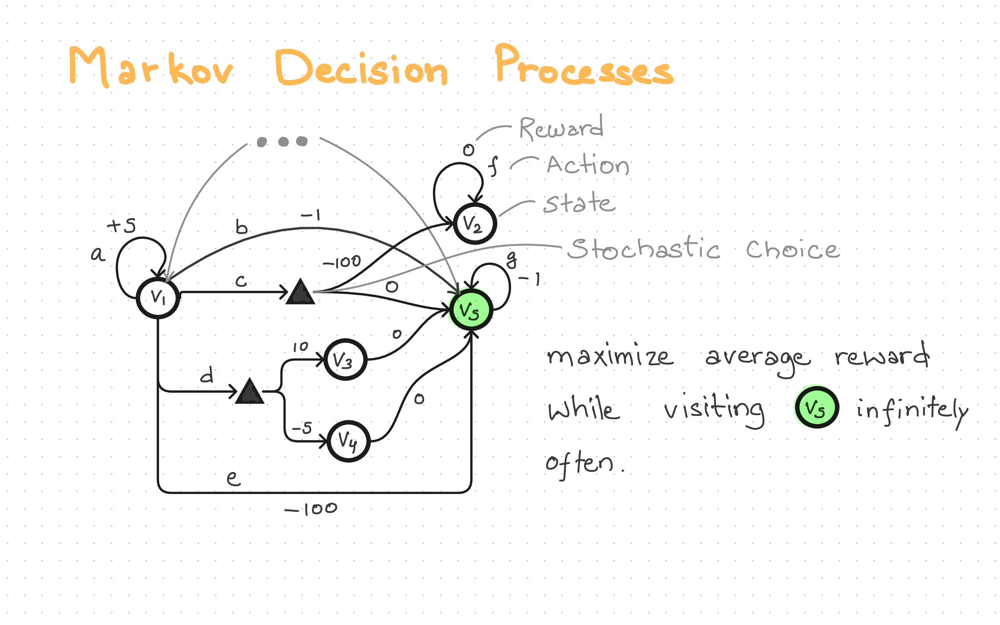 Markov Decision Processes
Reward
0
f
Action
State
V2
+5
a
b
-1
-100
Stochastic Choice
g
-1
c
0
V1
V5
0
10
V3
d
0
-5
V4
e
-100
maximize average reward
while visiting V5 infinitely
often.